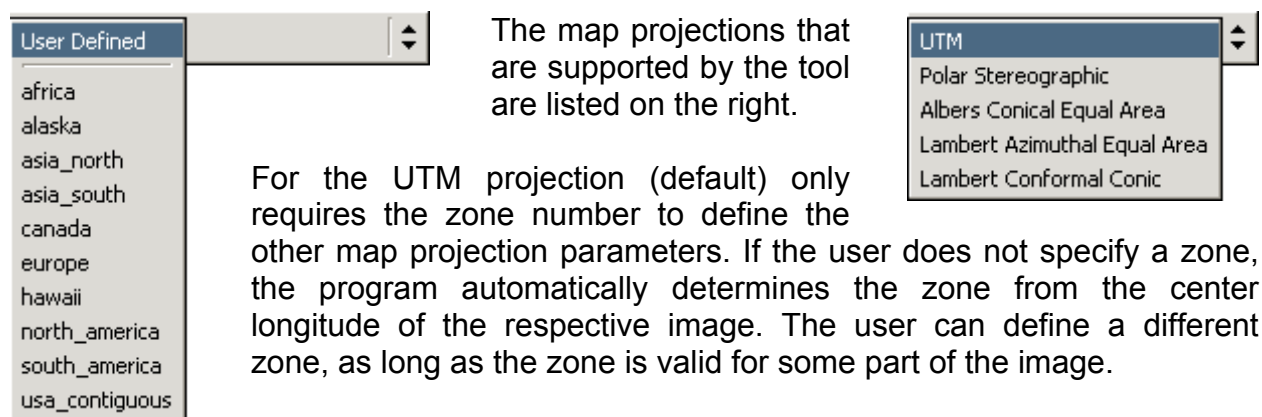 User Defined
africa
alaska
asia_north
asia_south
canada
europe
hawaii
north_america
south_america
usa_contiguous
The map projections that
are supported by the tool
are listed on the right.
UTM
Polar Stereographic
Albers Conical Equal Area
Lambert Azimuthal Equal Area
Lambert Conformal Conic
For the UTM projection (default) only
requires the zone number to define the
other map projection parameters. If the user does not specify a zone,
the program automatically determines the zone from the center
longitude of the respective image. The user can define a different
zone, as long as the zone is valid for some part of the image.